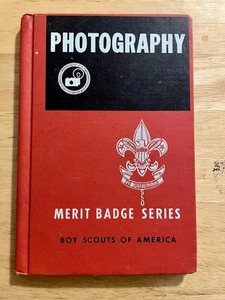 PHOTOGRAPHY
MERIT BADGE SERIES
BOY SCOUTS OF AMERICA